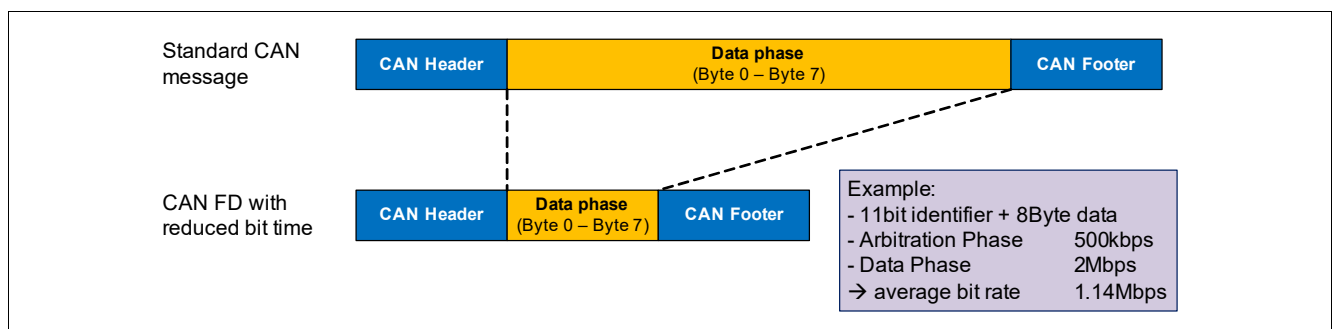 Standard CAN
message
CAN Header
Data phase
(Byte 0 – Byte 7)
CAN Footer
CAN FD with
reduced bit time
CAN Header
Data phase
(Byte 0 – Byte 7)
CAN Footer
Example:
- 11bit identifier + 8Byte data
- Arbitration Phase 500kbps
- Data Phase 2Mbps
→ average bit rate 1.14Mbps